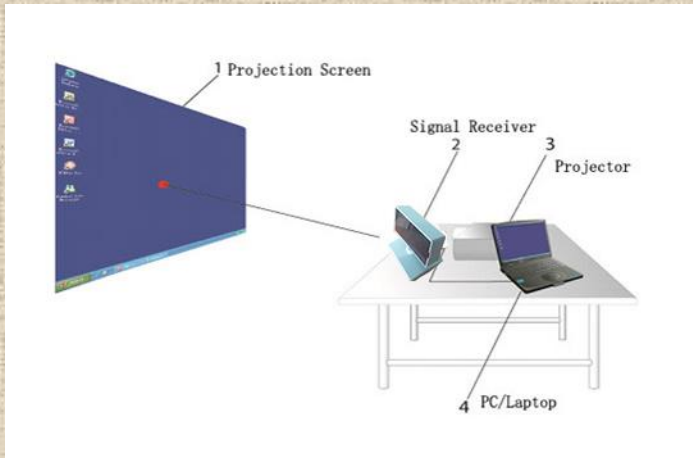 1 Projection Screen
Signal Receiver
2
3
Projector
4 PC/Laptop